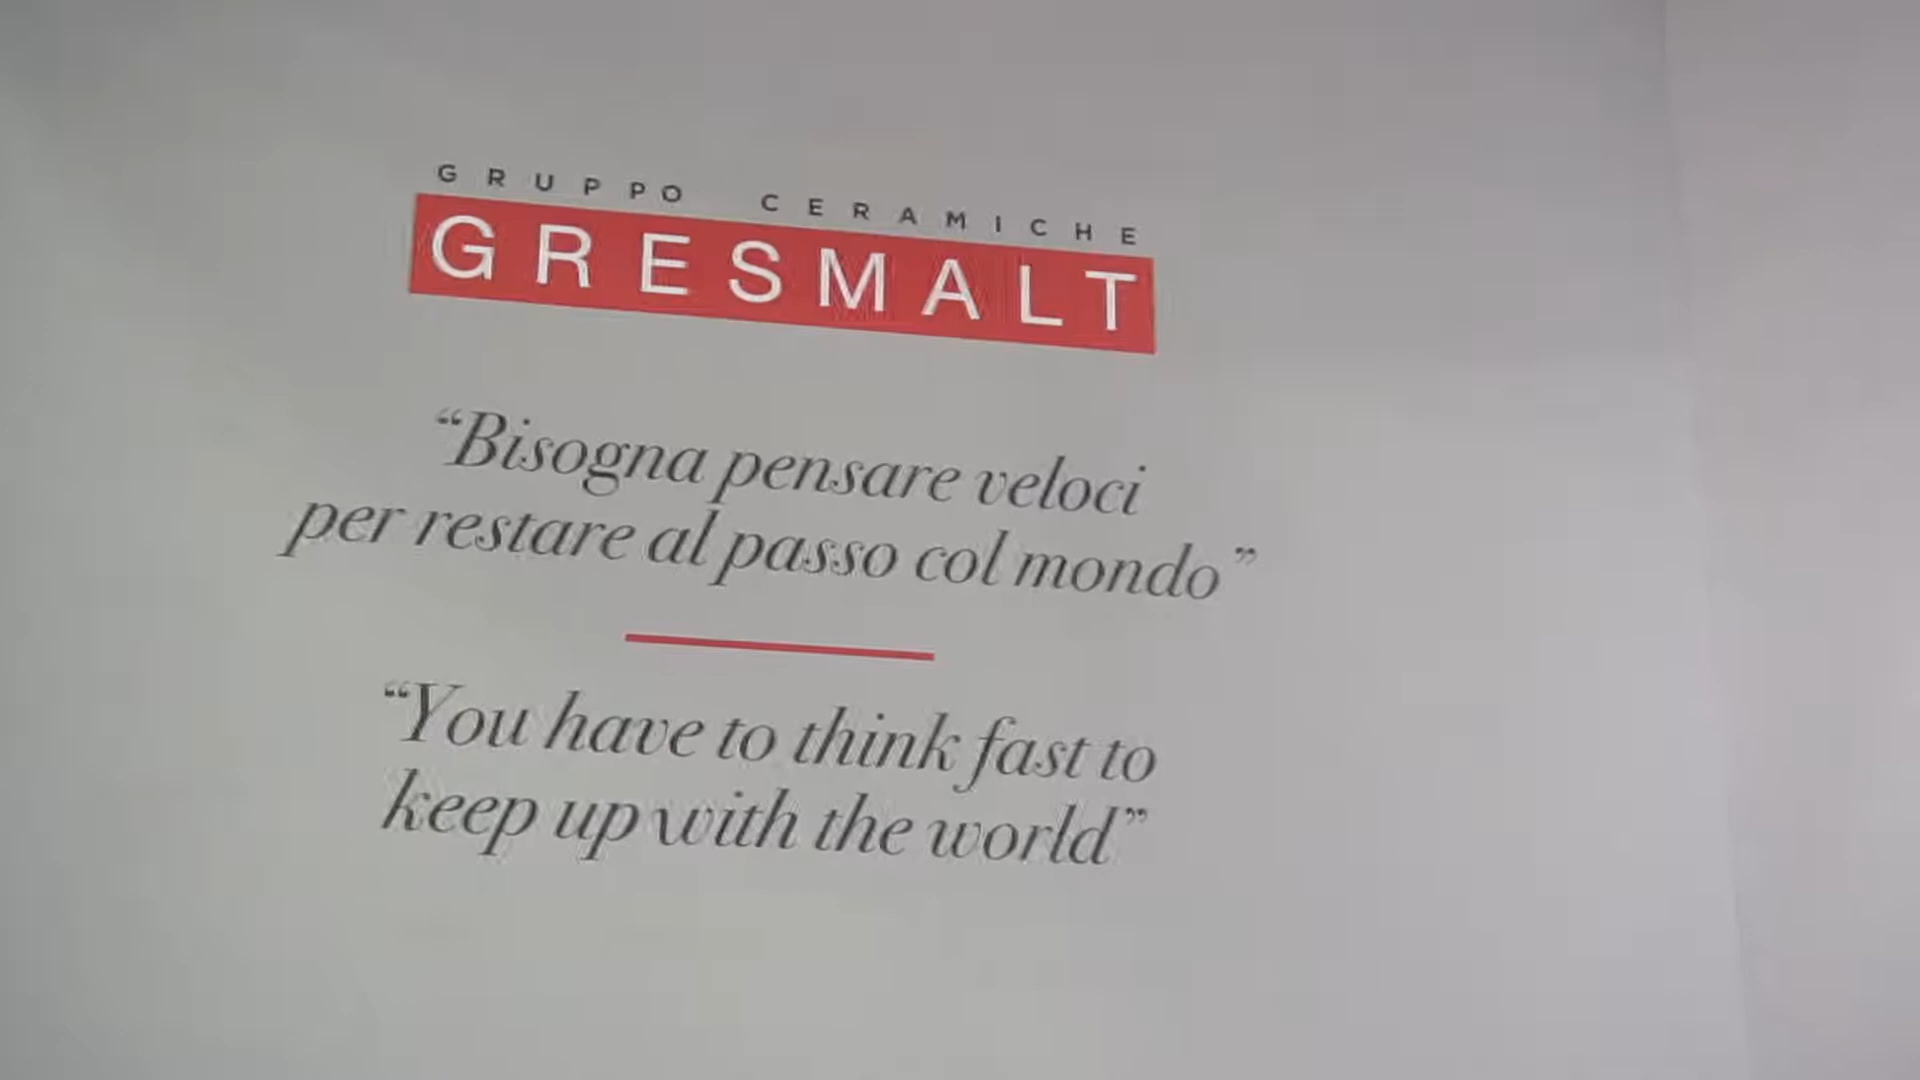 GRUPPO CERAMICHE
GRESMALT
“Bisogna pensare veloci
per restare al passo col mondo”
“You have to think fast to
keep up with the world”